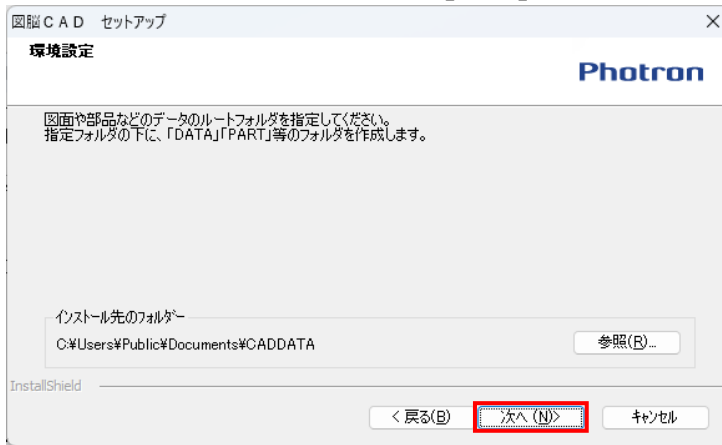 図脳CAD セットアップ
環境設定
Photron
図面や部品などのデータのルートフォルダを指定してください。
指定フォルダの下に、「DATA」「PART」等のフォルダを作成します。
インストール先のフォルダー
C:¥Users¥Public¥Documents¥CADDATA
参照(R)...
InstallShield
< 戻る(B)
次へ (N)>
キャンセル